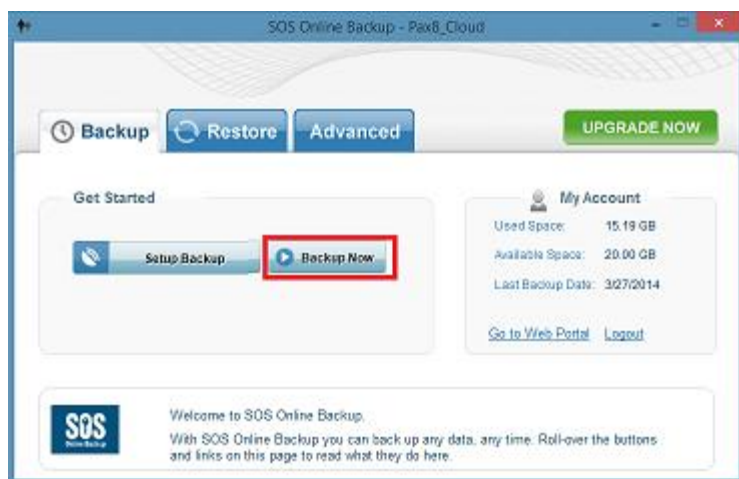 SOS Online Backup - Pax8_Cloud
Backup
Restore
Advanced
UPGRADE NOW
Get Started
Setup Backup
Backup Now
My Account
Used Space: 15.19 GB
Available Space: 20.00 GB
Last Backup Date: 3/27/2014
Go to Web Portal Logout
SOS
Online Backup
Welcome to SOS Online Backup.
With SOS Online Backup you can back up any data, any time. Roll-over the buttons
and links on this page to read what they do here.